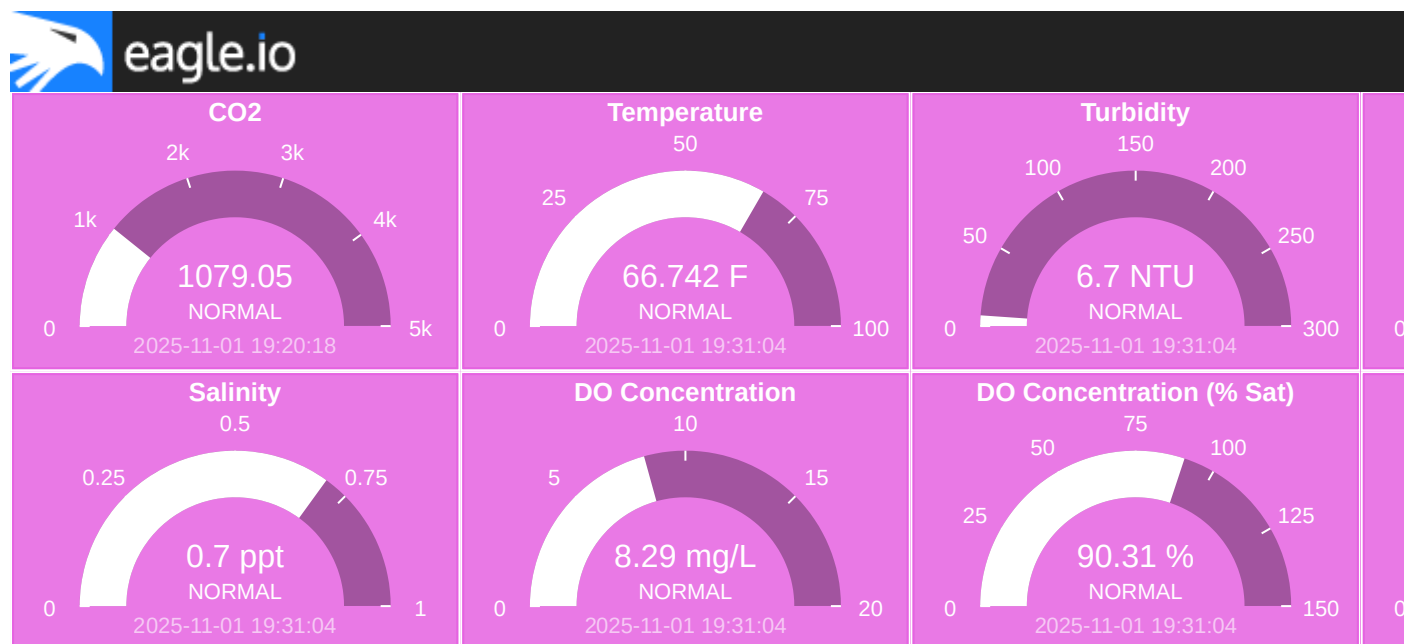 eagle.io
CO2
2k
3k
1k
4k
1079.05
NORMAL
0
5k
2025-11-01 19:20:18
Temperature
50
25
75
66.742 F
NORMAL
0
100
2025-11-01 19:31:04
Turbidity
150
100
200
50
250
6.7 NTU
NORMAL
0
300
2025-11-01 19:31:04
0
Salinity
0.5
0.25
0.75
0.7 ppt
NORMAL
0
1
2025-11-01 19:31:04
DO Concentration
10
5
15
8.29 mg/L
NORMAL
0
20
2025-11-01 19:31:04
DO Concentration (% Sat)
75
50
100
25
125
90.31 %
NORMAL
0
150
2025-11-01 19:31:04
0